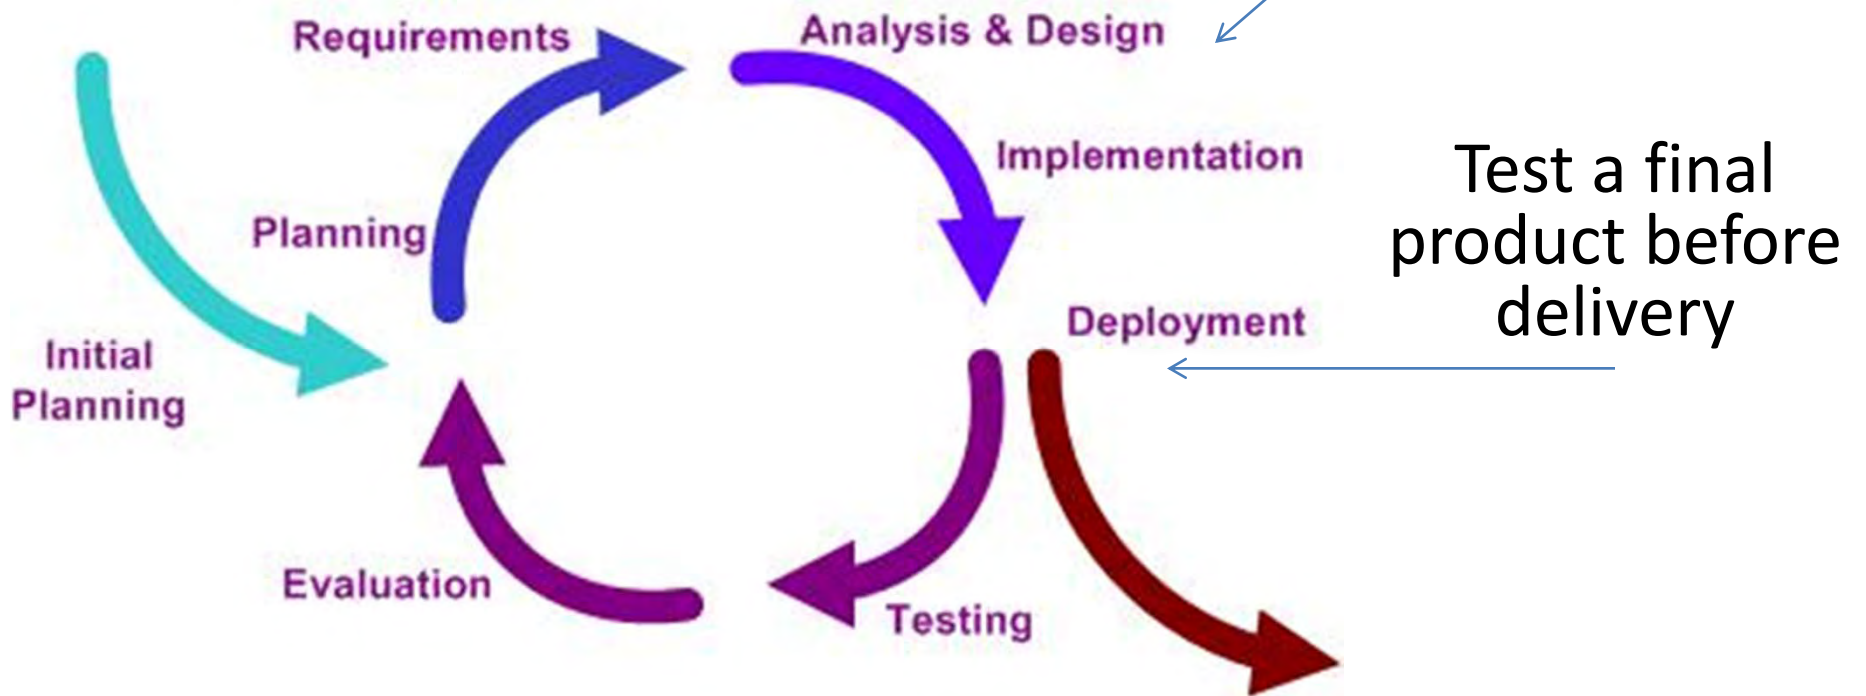 Requirements
Analysis & Design
Implementation
Planning
Test a final
product before
delivery
Deployment
Initial
Planning
Evaluation
Testing